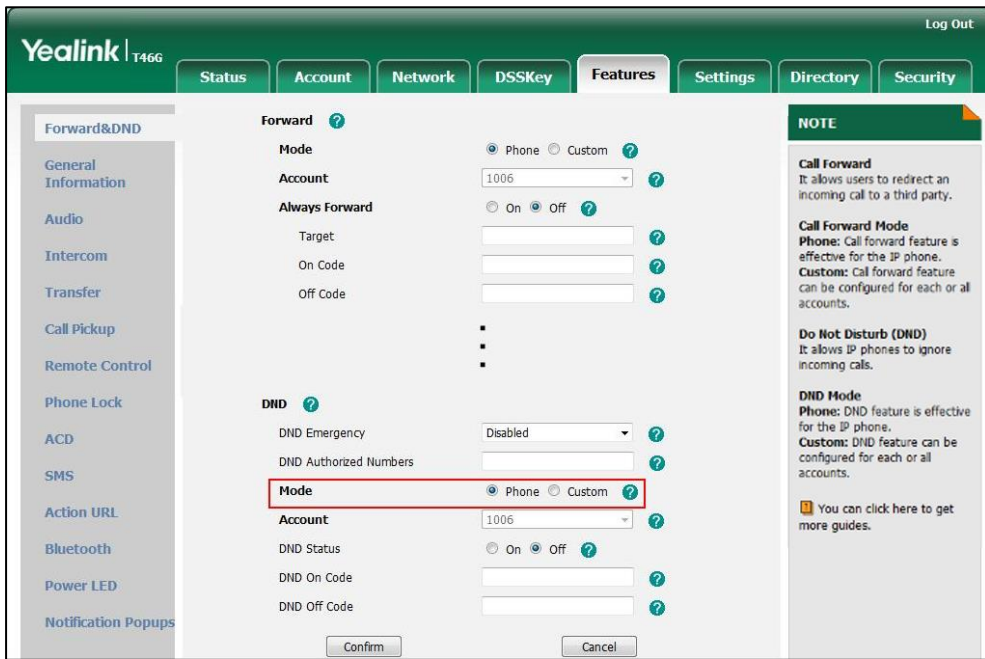 Log Out
Yealink T46G
Status Account Network DSSKey Features Settings Directory Security
Forward&DND
General
Information
Audio
Intercom
Transfer
Call Pickup
Remote Control
Phone Lock
ACD
SMS
Action URL
Bluetooth
Power LED
Notification Popups
Forward ?
Mode Phone Custom ?
Account 1006 ?
Always Forward On Off ?
Target ?
On Code ?
Off Code ?
DND ?
DND Emergency Disabled ?
DND Authorized Numbers ?
Mode Phone Custom ?
Account 1006 ?
DND Status On Off ?
DND On Code ?
DND Off Code ?
Confirm Cancel
NOTE
Call Forward
It allows users to redirect an
incoming call to a third party.
Call Forward Mode
Phone: Call forward feature is
effective for the IP phone.
Custom: Call forward feature
can be configured for each or all
accounts.
Do Not Disturb (DND)
It allows IP phones to ignore
incoming calls.
DND Mode
Phone: DND feature is effective
for the IP phone.
Custom: DND feature can be
configured for each or all
accounts.
? You can click here to get
more guides.